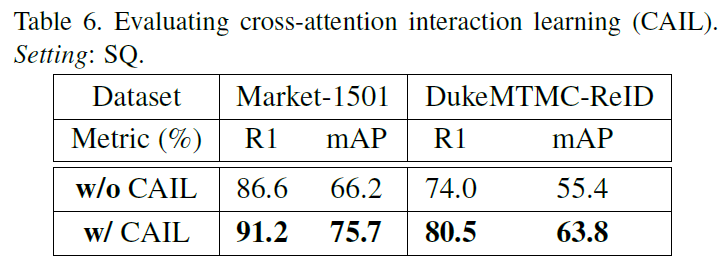 Table 6. Evaluating cross-attention interaction learning (CAIL).
Setting: SQ.
Dataset Market-1501 DukeMTMC-ReID
Metric (%) R1 mAP R1 mAP
w/o CAIL 86.6 66.2 74.0 55.4
w/ CAIL 91.2 75.7 80.5 63.8